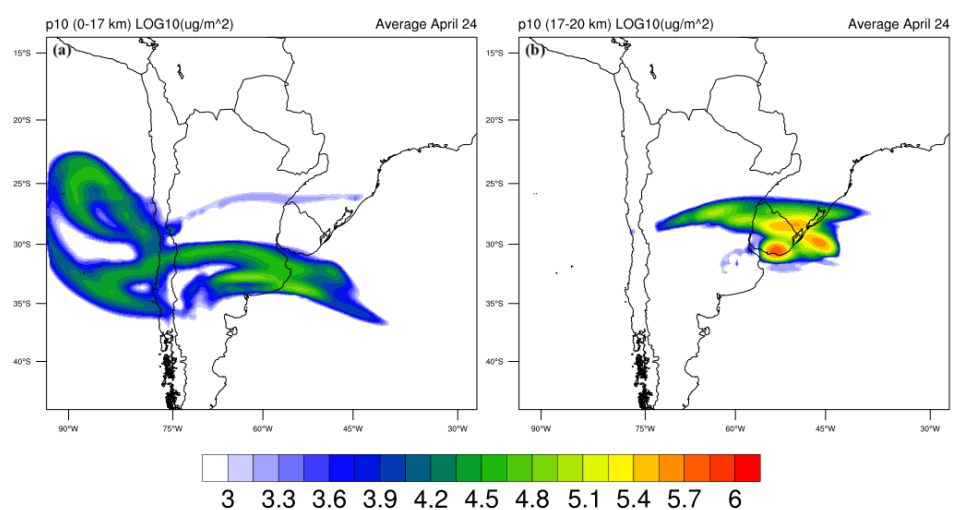 p10 (0-17 km) LOG10(ug/m^2) Average April 24
(a)
15°S
20°S
25°S
30°S
35°S
40°S
90°W 75°W 60°W 45°W 30°W
p10 (17-20 km) LOG10(ug/m^2) Average April 24
(b)
15°S
20°S
25°S
30°S
35°S
40°S
90°W 75°W 60°W 45°W 30°W
3 3.3 3.6 3.9 4.2 4.5 4.8 5.1 5.4 5.7 6